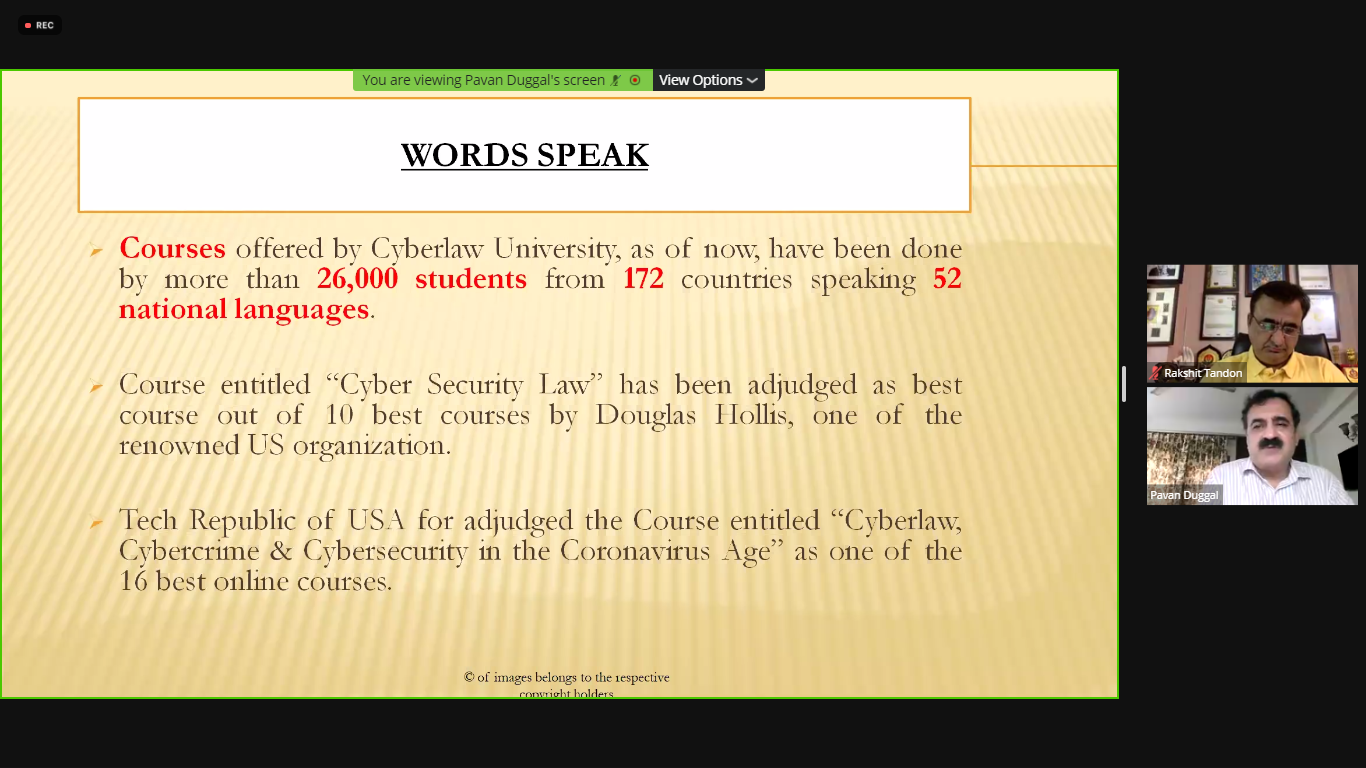 REC
You are viewing Pavan Duggal's screen
View Options
WORDS SPEAK
Courses offered by Cyberlaw University, as of now, have been done
by more than 26,000 students from 172 countries speaking 52
national languages.
Course entitled “Cyber Security Law” has been adjudged as best
course out of 10 best courses by Douglas Hollis, one of the
renowned US organization.
Tech Republic of USA for adjudged the Course entitled “Cyberlaw,
Cybercrime & Cybersecurity in the Coronavirus Age” as one of the
16 best online courses.
© of images belongs to the respective
copyright holders
Rakshit Tandon
Pavan Duggal